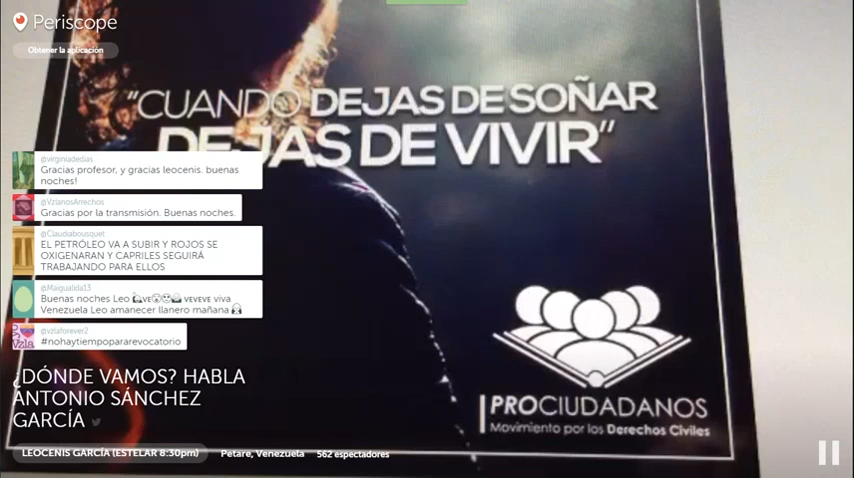 Periscope
Obtener la aplicación
"CUANDO DEJAS DE SOÑAR
DEJAS DE VIVIR"
@virginiadedias
Gracias profesor, y gracias leocenis. buenas
noches!
@VzlanosArrechos
Gracias por la transmisión. Buenas noches.
@Claudiabousquet
EL PETRÓLEO VA A SUBIR Y ROJOS SE
OXIGENARAN Y CAPRILES SEGUIRÁ
TRABAJANDO PARA ELLOS
@Maigualida13
Buenas noches Leo VE VEVEVE viva
Venezuela Leo amanecer llanero mañana
@vzlaforever2
#nohaytiempopararevocatorio
¿DÓNDE VAMOS? HABLA
ANTONIO SÁNCHEZ
GARCÍA
PROCIUDADANOS
Movimiento por los Derechos Civiles
LEOCENIS GARCÍA (ESTELAR 8:30pm) Petare, Venezuela 562 espectadores